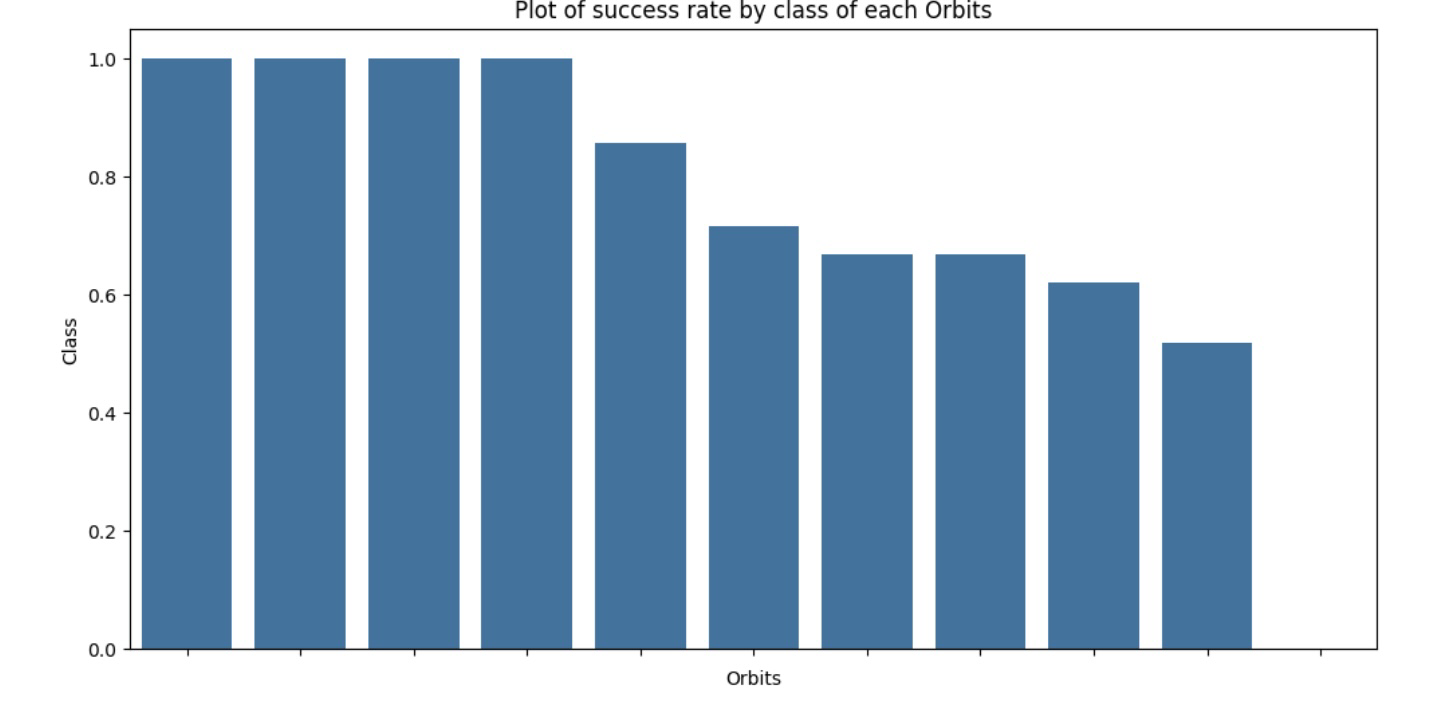 Plot of success rate by class of each Orbits
1.0
0.8
0.6
0.4
0.2
0.0
Class
Orbits